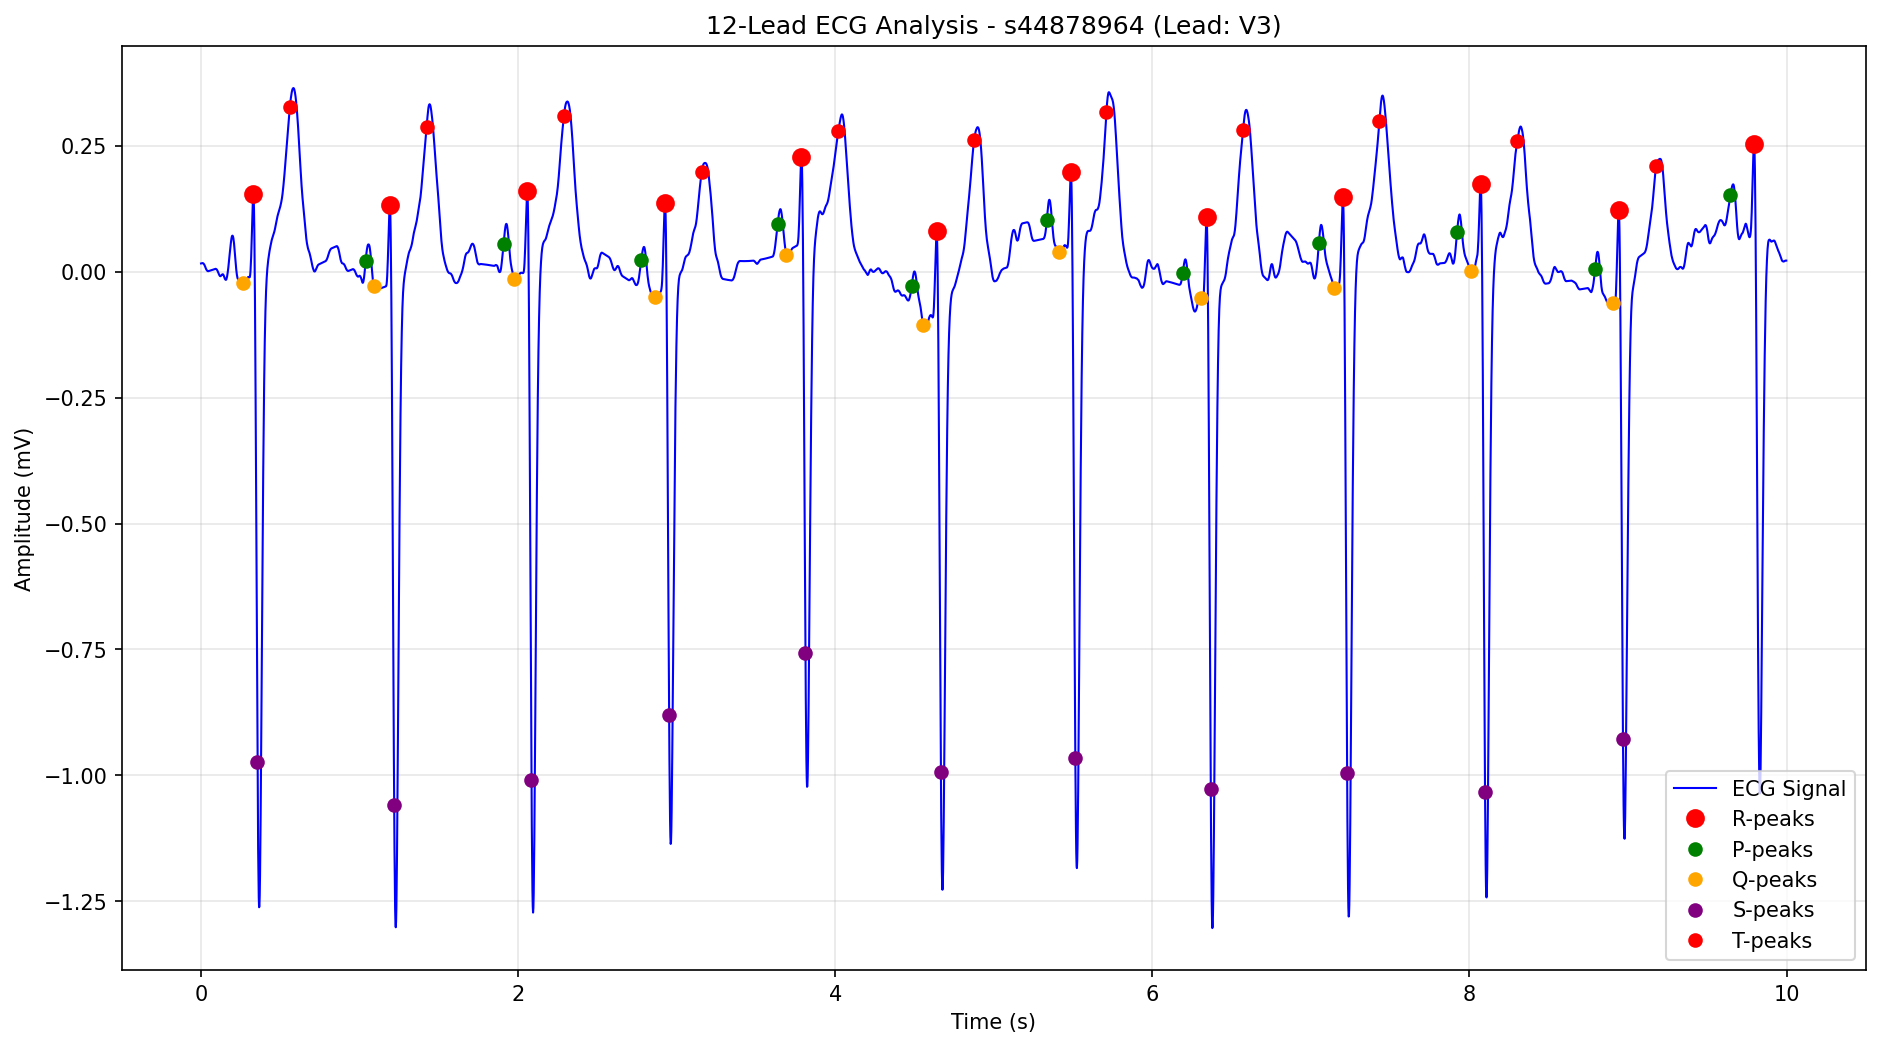 12-Lead ECG Analysis - s44878964 (Lead: V3)
Amplitude (mV)
0.25
0.00
−0.25
−0.50
−0.75
−1.00
−1.25
ECG Signal
R-peaks
P-peaks
Q-peaks
S-peaks
T-peaks
0 2 4 6 8 10
Time (s)